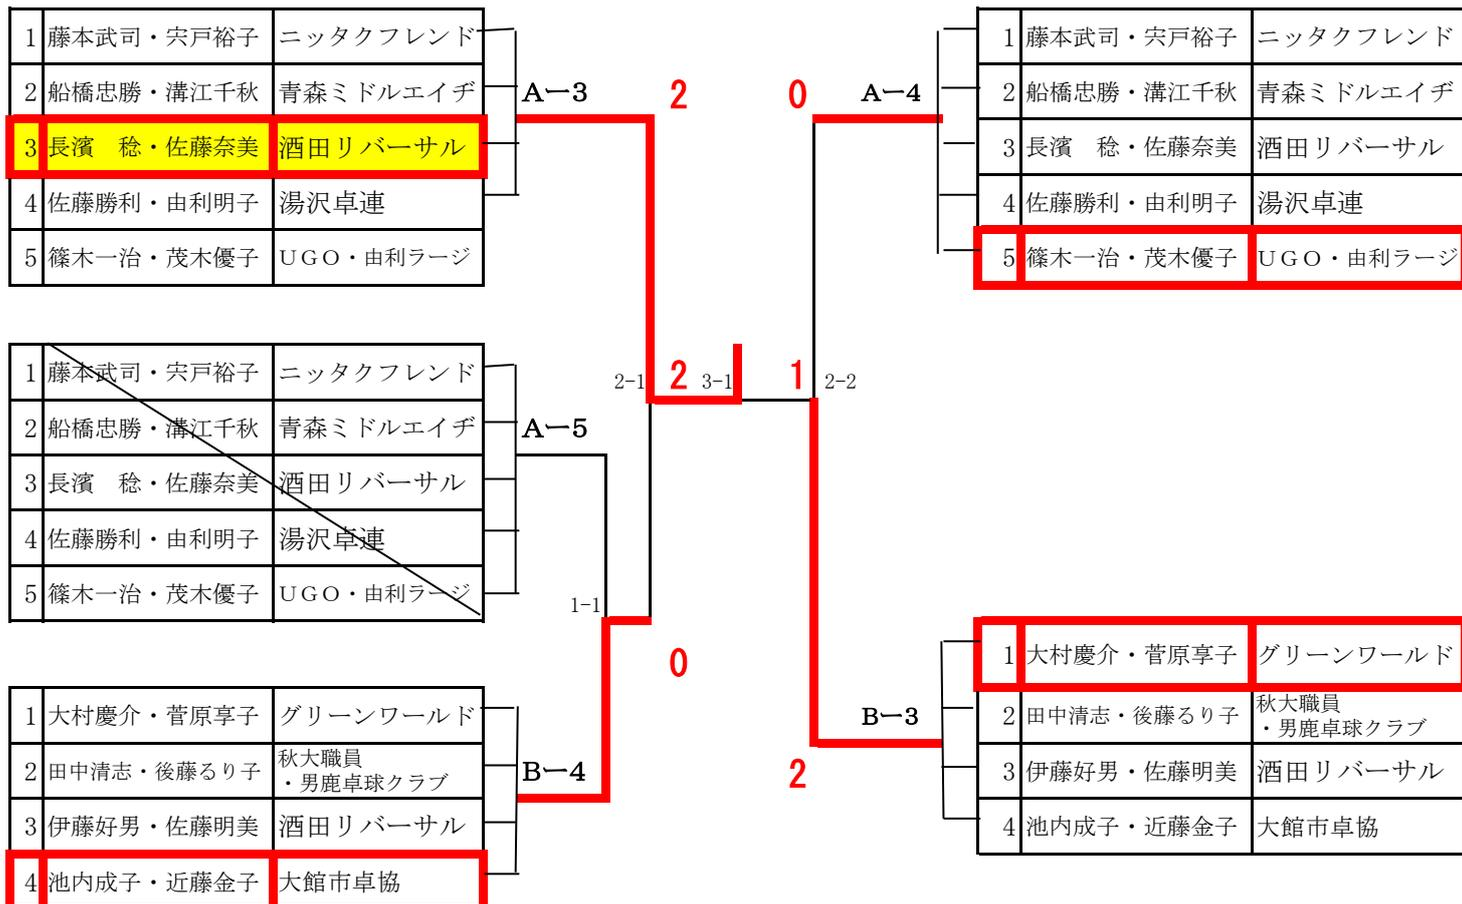 1 藤本武司・宍戸裕子 ニッタクフレンド
2 船橋忠勝・溝江千秋 青森ミドルエイヂ
3 長濱　稔・佐藤奈美 酒田リバーサル
4 佐藤勝利・由利明子 湯沢卓連
5 篠木一治・茂木優子 UGO・由利ラージ
A－3
2
0
A－4
1 藤本武司・宍戸裕子 ニッタクフレンド
2 船橋忠勝・溝江千秋 青森ミドルエイヂ
3 長濱　稔・佐藤奈美 酒田リバーサル
4 佐藤勝利・由利明子 湯沢卓連
5 篠木一治・茂木優子 UGO・由利ラージ
1 藤本武司・宍戸裕子 ニッタクフレンド
2 船橋忠勝・溝江千秋 青森ミドルエイヂ
3 長濱　稔・佐藤奈美 酒田リバーサル
4 佐藤勝利・由利明子 湯沢卓連
5 篠木一治・茂木優子 UGO・由利ラージ
A－5
2-1
2
3-1
1
2-2
1-1
0
1 大村慶介・菅原享子 グリーンワールド
2 田中清志・後藤るり子 秋大職員
・男鹿卓球クラブ
3 伊藤好男・佐藤明美 酒田リバーサル
4 池内成子・近藤金子 大館市卓協
B－4
2
B－3
1 大村慶介・菅原享子 グリーンワールド
2 田中清志・後藤るり子 秋大職員
・男鹿卓球クラブ
3 伊藤好男・佐藤明美 酒田リバーサル
4 池内成子・近藤金子 大館市卓協